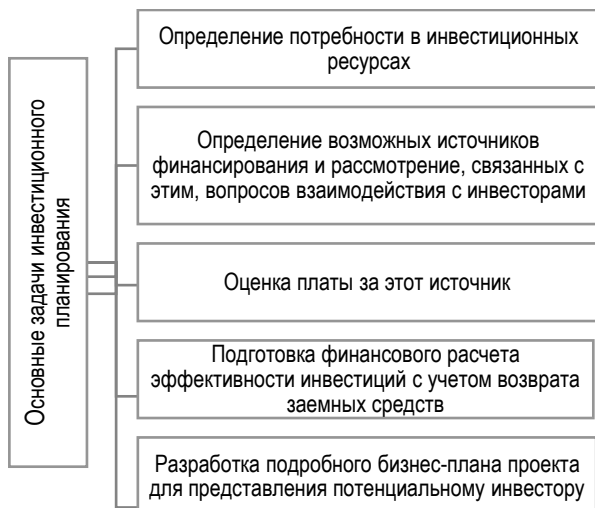 Основные задачи инвестиционного
планирования
Определение потребности в инвестиционных
ресурсах
Определение возможных источников
финансирования и рассмотрение, связанных с
этим, вопросов взаимодействия с инвесторами
Оценка платы за этот источник
Подготовка финансового расчета
эффективности инвестиций с учетом возврата
заемных средств
Разработка подробного бизнес-плана проекта
для представления потенциальному инвестору